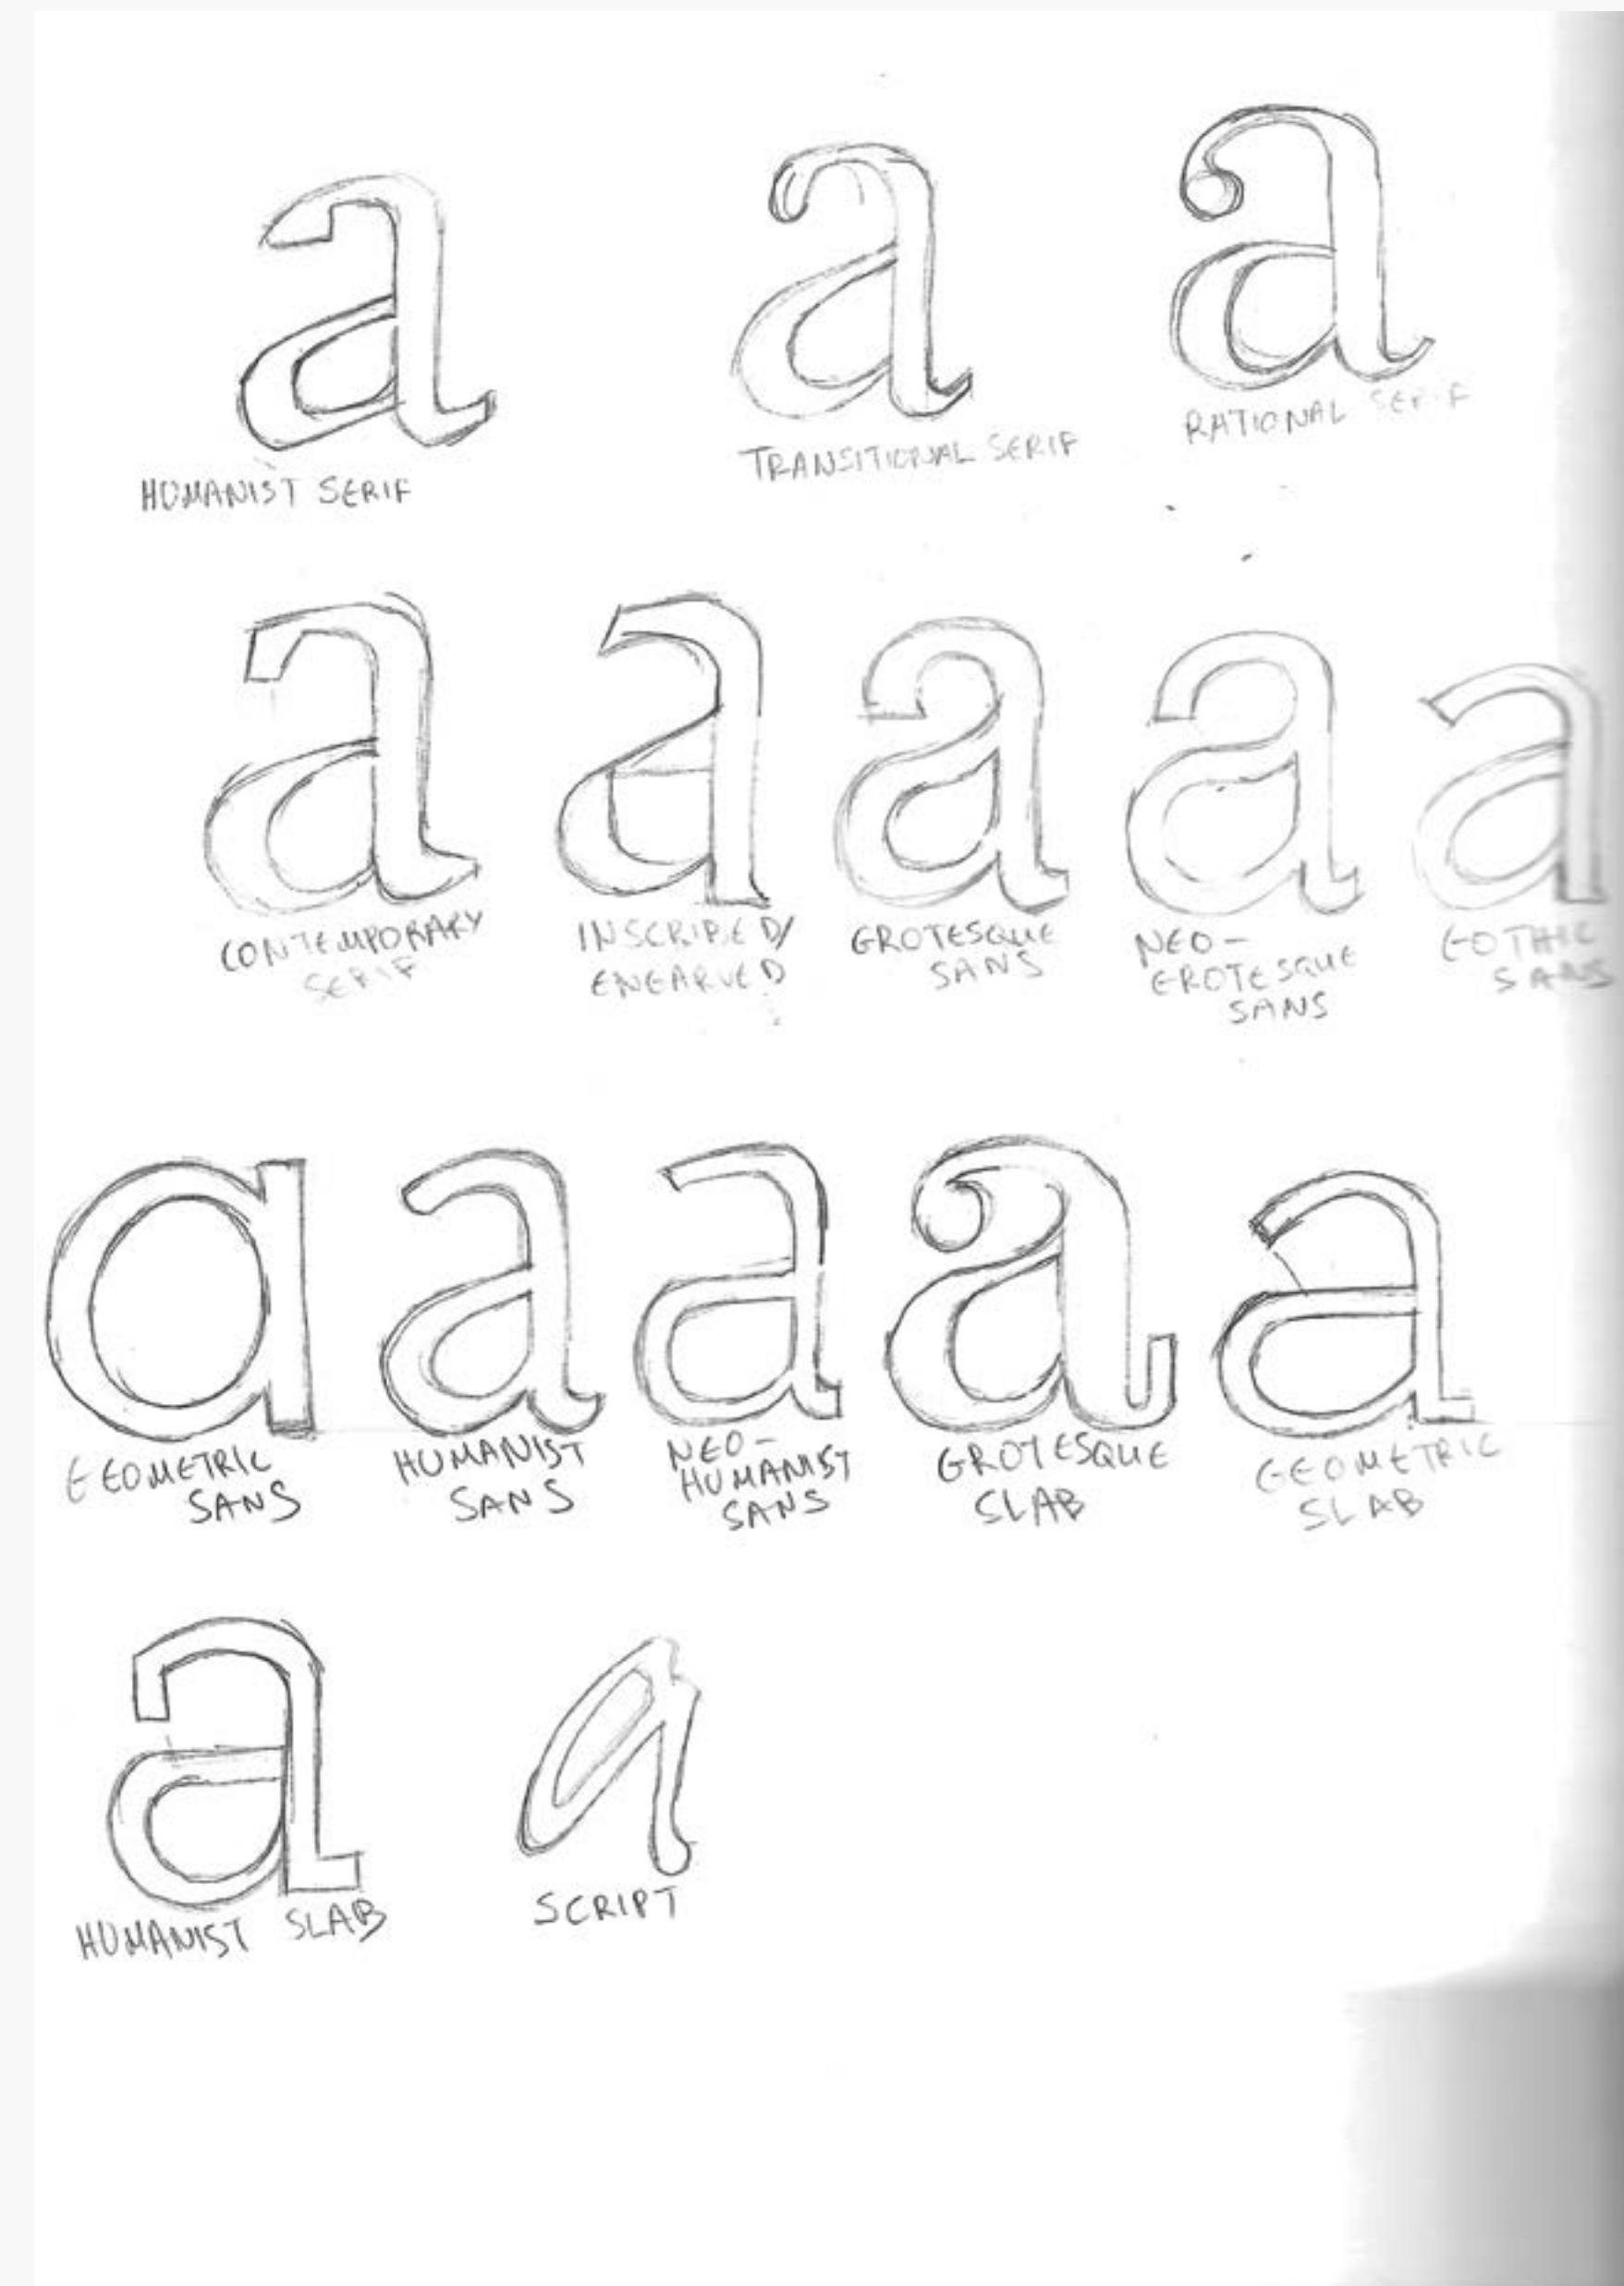 a a a
HUMANIST SERIF
TRANSITIONAL SERIF
RATIONAL SERIF
a a a a a
CONTEMPORARY
SERIF
INSCRIBED/
ENGARVED
GROTESQUE
SANS
NEO-
GROTESQUE
SANS
GOTHIC
SANS
a a a a a
GEOMETRIC
SANS
HUMANIST
SANS
NEO-
HUMANIST
SANS
GROTESQUE
SLAB
GEOMETRIC
SLAB
a a
HUMANIST SLAB
SCRIPT